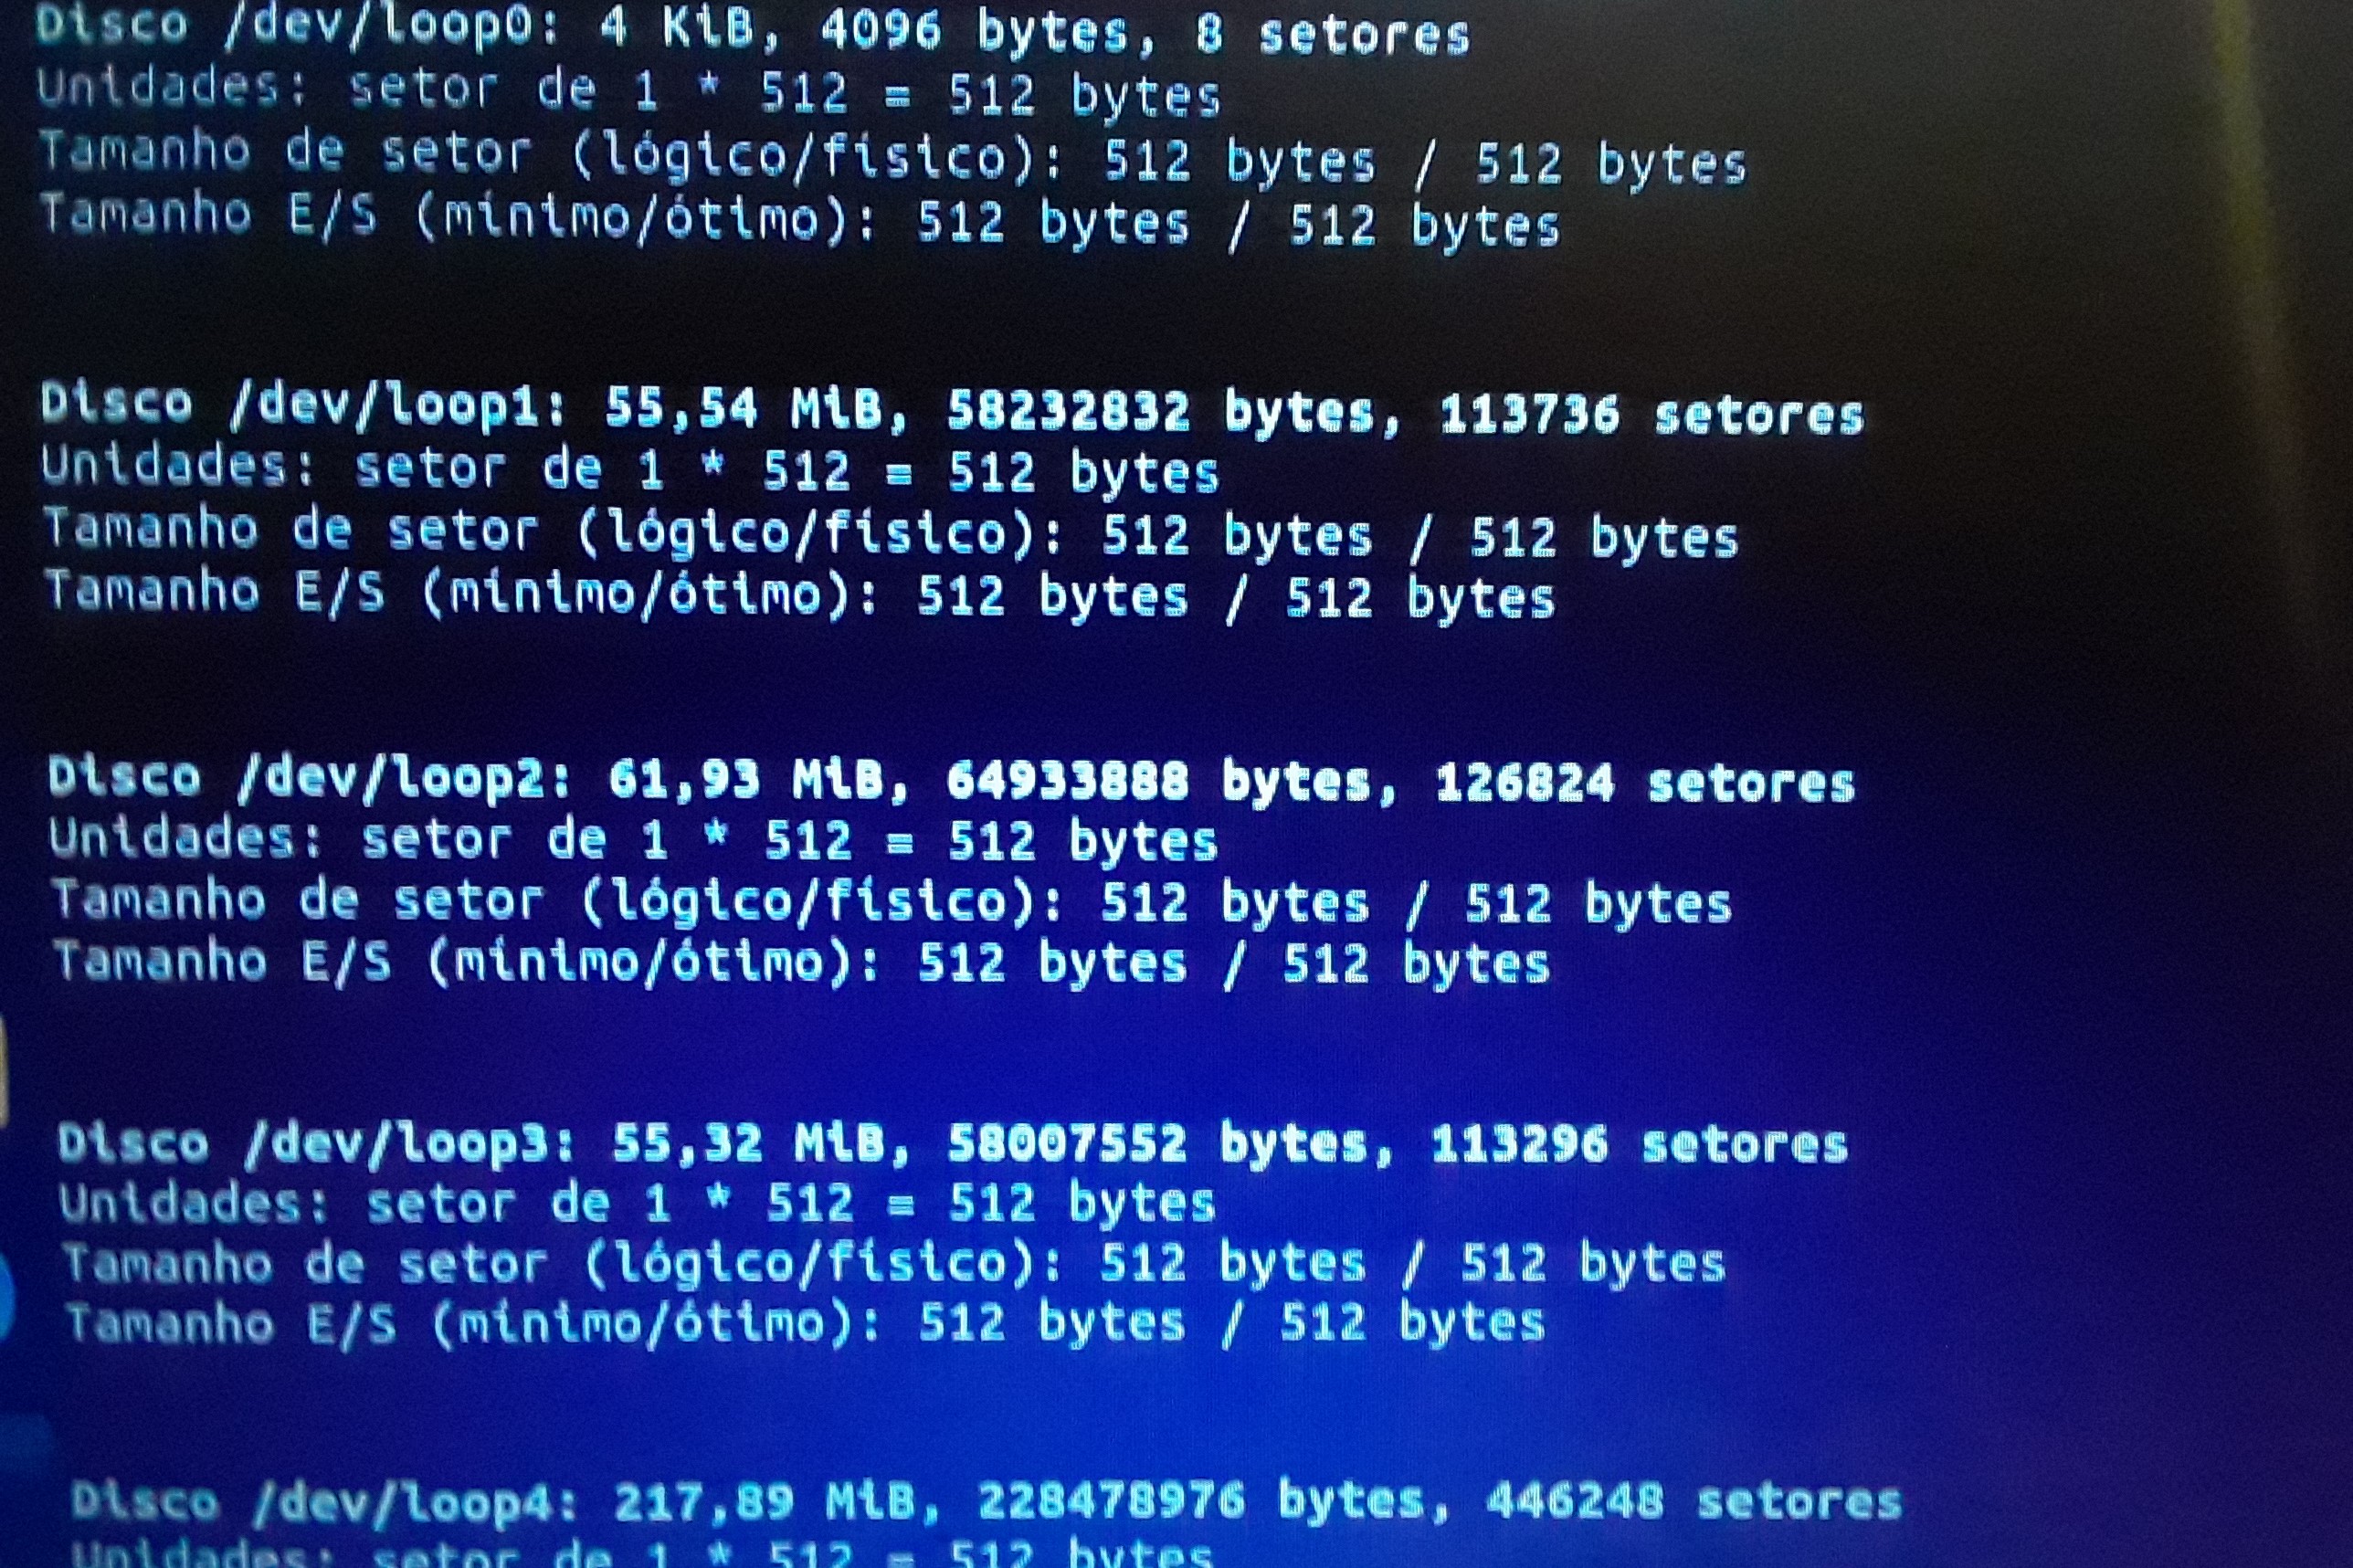 Disco /dev/loop0: 4 KiB, 4096 bytes, 8 setores
Unidades: setor de 1 * 512 = 512 bytes
Tamanho de setor (lógico/físico): 512 bytes / 512 bytes
Tamanho E/S (mínimo/ótimo): 512 bytes / 512 bytes
Disco /dev/loop1: 55,54 MiB, 58232832 bytes, 113736 setores
Unidades: setor de 1 * 512 = 512 bytes
Tamanho de setor (lógico/físico): 512 bytes / 512 bytes
Tamanho E/S (mínimo/ótimo): 512 bytes / 512 bytes
Disco /dev/loop2: 61,93 MiB, 64933888 bytes, 126824 setores
Unidades: setor de 1 * 512 = 512 bytes
Tamanho de setor (lógico/físico): 512 bytes / 512 bytes
Tamanho E/S (mínimo/ótimo): 512 bytes / 512 bytes
Disco /dev/loop3: 55,32 MiB, 58007552 bytes, 113296 setores
Unidades: setor de 1 * 512 = 512 bytes
Tamanho de setor (lógico/físico): 512 bytes / 512 bytes
Tamanho E/S (mínimo/ótimo): 512 bytes / 512 bytes
Disco /dev/loop4: 217,89 MiB, 228478976 bytes, 446248 setores
Unidades: setor de 1 * 512 = 512 bytes